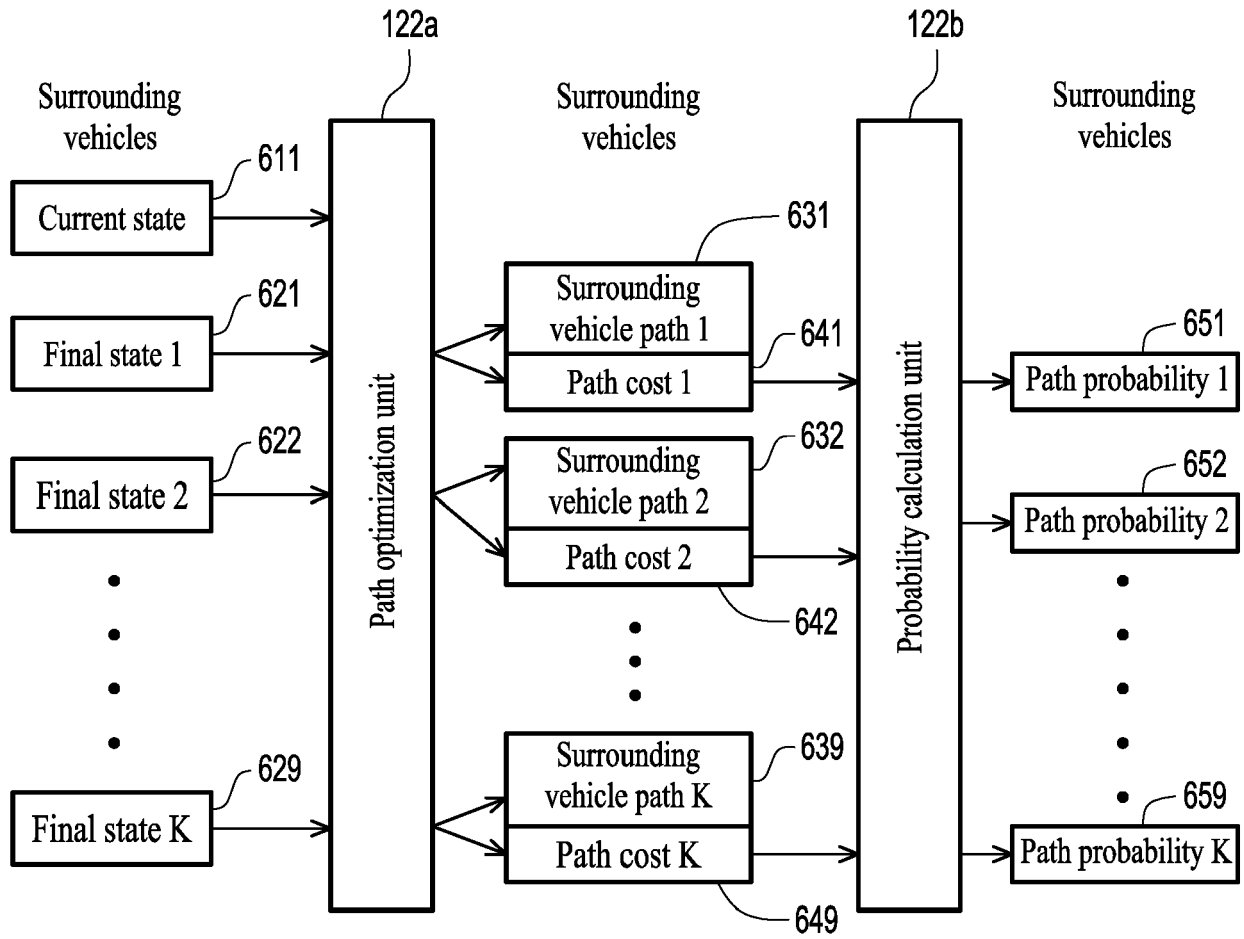 122a
122b
Surrounding
vehicles
Surrounding
vehicles
Surrounding
vehicles
611
Current state
631
621
Surrounding
vehicle path 1
641
651
Final state 1
Path cost 1
Path probability 1
622
632
652
Final state 2
Surrounding
vehicle path 2
Path probability 2
Path cost 2
642
Path optimization unit
Probability calculation unit
629
639
659
Surrounding
vehicle path K
Final state K
Path cost K
Path probability K
649